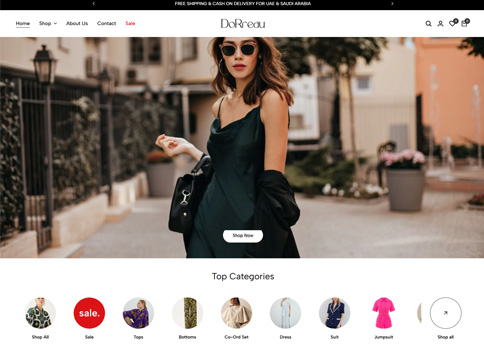 FREE SHIPPING & CASH ON DELIVERY FOR UAE & SAUDI ARABIA
Home Shop About Us Contact Sale
DoRreau
0 0
Shop Now
Top Categories
sale.
Shop All Sale Tops Bottoms Co-Ord Set Dress Suit Jumpsuit Shop all